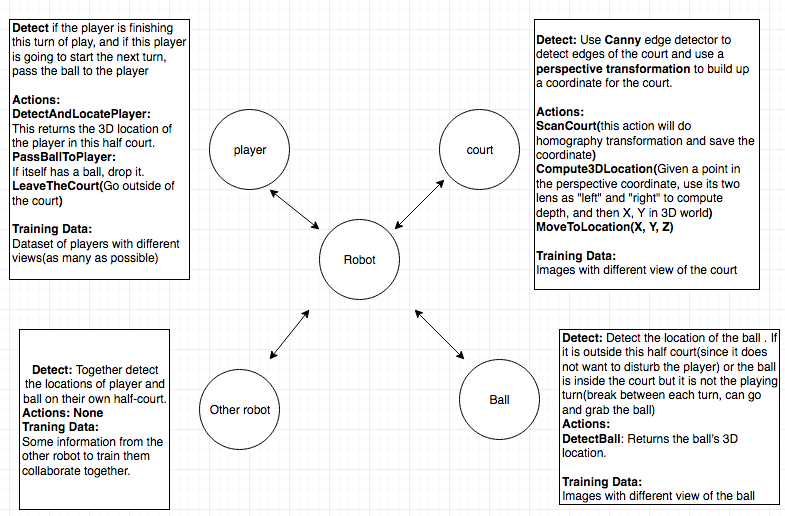 Detect if the player is finishing
this turn of play, and if this player
is going to start the next turn,
pass the ball to the player
Actions:
DetectAndLocatePlayer:
This returns the 3D location of
the player in this half court.
PassBallToPlayer:
If itself has a ball, drop it.
LeaveTheCourt(Go outside of
the court)
Training Data:
Dataset of players with different
views(as many as possible)
player
court
Robot
Detect: Use Canny edge detector to
detect edges of the court and use a
perspective transformation to build up
a coordinate for the court.
Actions:
ScanCourt(this action will do
homography transformation and save the
coordinate)
Compute3DLocation(Given a point in
the perspective coordinate, use its two
lens as "left" and "right" to compute
depth, and then X, Y in 3D world)
MoveToLocation(X, Y, Z)
Training Data:
Images with different view of the court
Detect: Together detect
the locations of player and
ball on their own half-court.
Actions: None
Traning Data:
Some information from the
other robot to train them
collaborate together.
Other robot
Ball
Detect: Detect the location of the ball . If
it is outside this half court(since it does
not want to disturb the player) or the ball
is inside the court but it is not the playing
turn(break between each turn, can go
and grab the ball)
Actions:
DetectBall: Returns the ball's 3D
location.
Training Data:
Images with different view of the ball